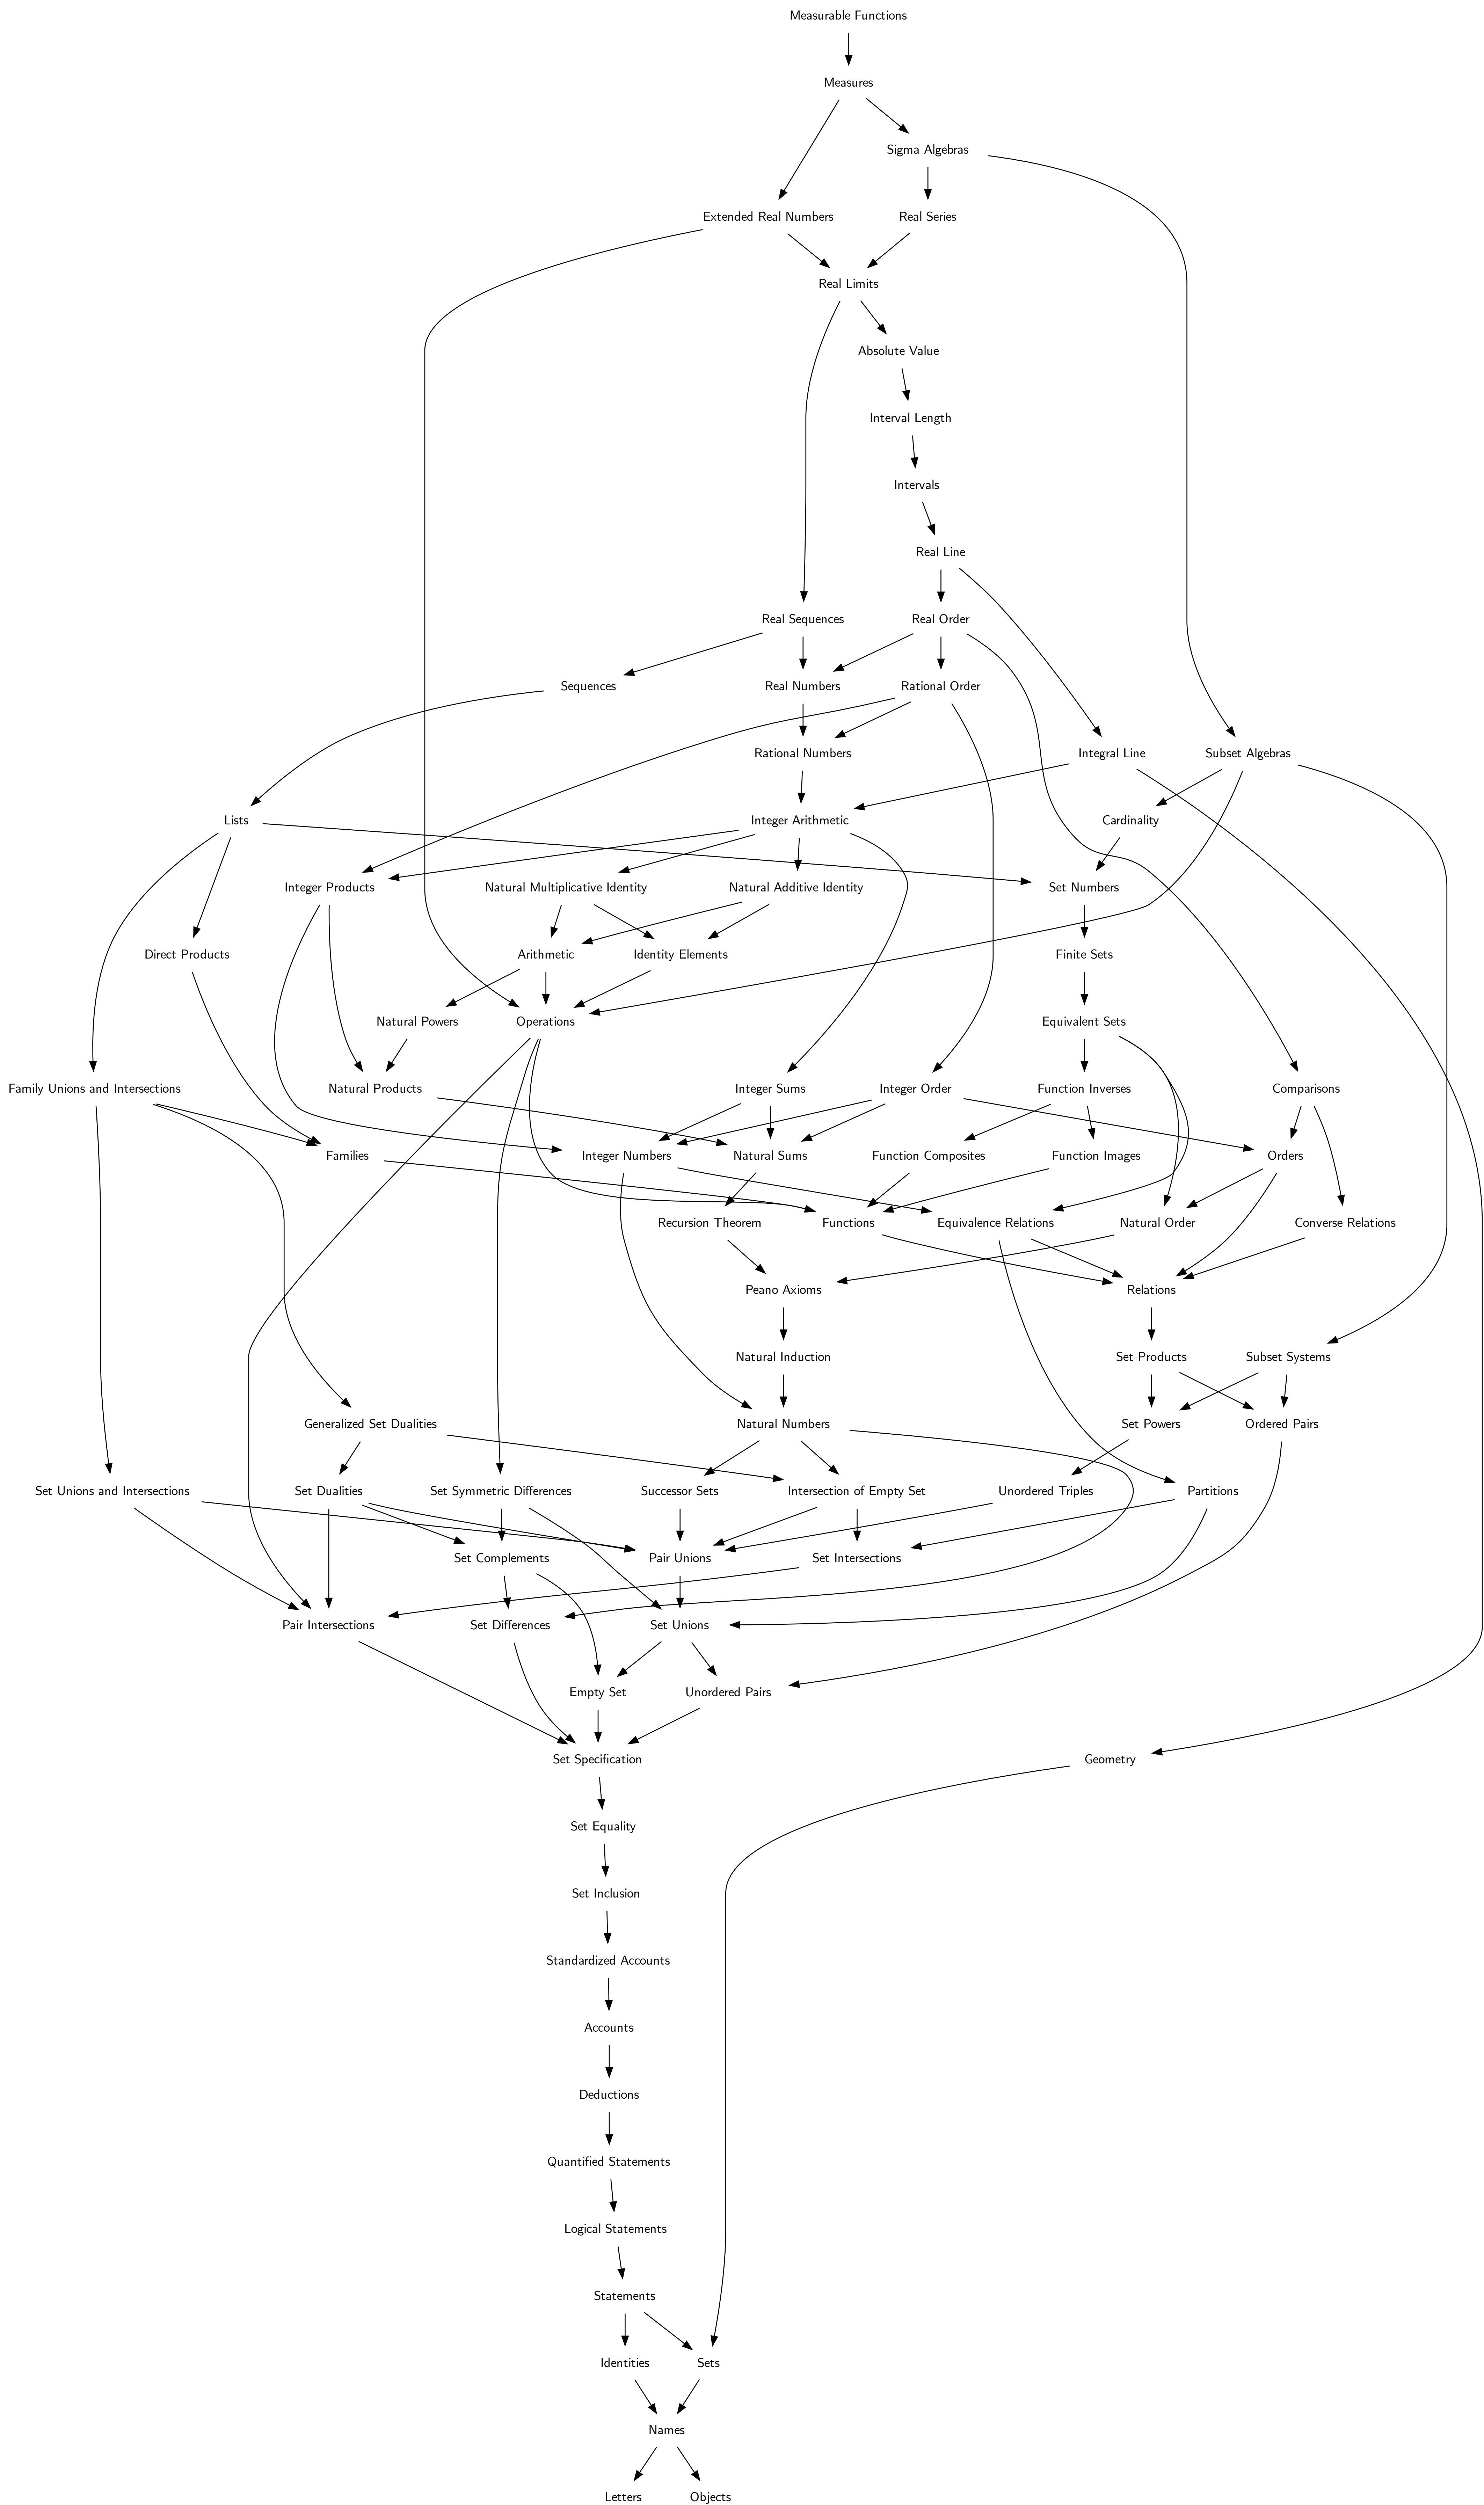 Measurable Functions
Measures
Sigma Algebras
Extended Real Numbers
Real Series
Real Limits
Absolute Value
Interval Length
Intervals
Real Line
Real Sequences
Real Order
Sequences
Real Numbers
Rational Order
Rational Numbers
Integral Line
Subset Algebras
Lists
Integer Arithmetic
Cardinality
Integer Products
Natural Multiplicative Identity
Natural Additive Identity
Set Numbers
Direct Products
Arithmetic
Identity Elements
Finite Sets
Natural Powers
Operations
Equivalent Sets
Family Unions and Intersections
Natural Products
Integer Sums
Integer Order
Function Inverses
Comparisons
Families
Integer Numbers
Natural Sums
Function Composites
Function Images
Orders
Recursion Theorem
Functions
Equivalence Relations
Natural Order
Converse Relations
Peano Axioms
Relations
Natural Induction
Set Products
Subset Systems
Generalized Set Dualities
Natural Numbers
Set Powers
Ordered Pairs
Set Unions and Intersections
Set Dualities
Set Symmetric Differences
Successor Sets
Intersection of Empty Set
Unordered Triples
Partitions
Set Complements
Pair Unions
Set Intersections
Pair Intersections
Set Differences
Set Unions
Empty Set
Unordered Pairs
Set Specification
Geometry
Set Equality
Set Inclusion
Standardized Accounts
Accounts
Deductions
Quantified Statements
Logical Statements
Statements
Identities
Sets
Names
Letters
Objects